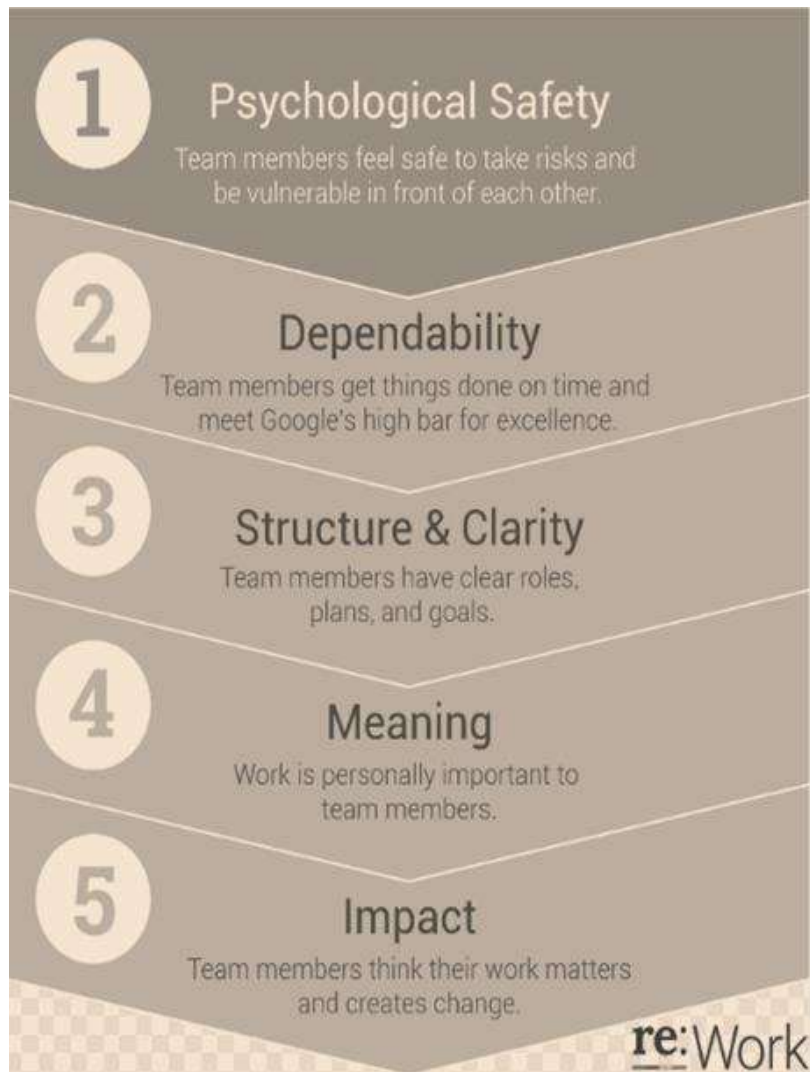 1
Psychological Safety
Team members feel safe to take risks and
be vulnerable in front of each other.
2
Dependability
Team members get things done on time and
meet Google's high bar for excellence.
3
Structure & Clarity
Team members have clear roles,
plans, and goals.
4
Meaning
Work is personally important to
team members.
5
Impact
Team members think their work matters
and creates change.
re:Work